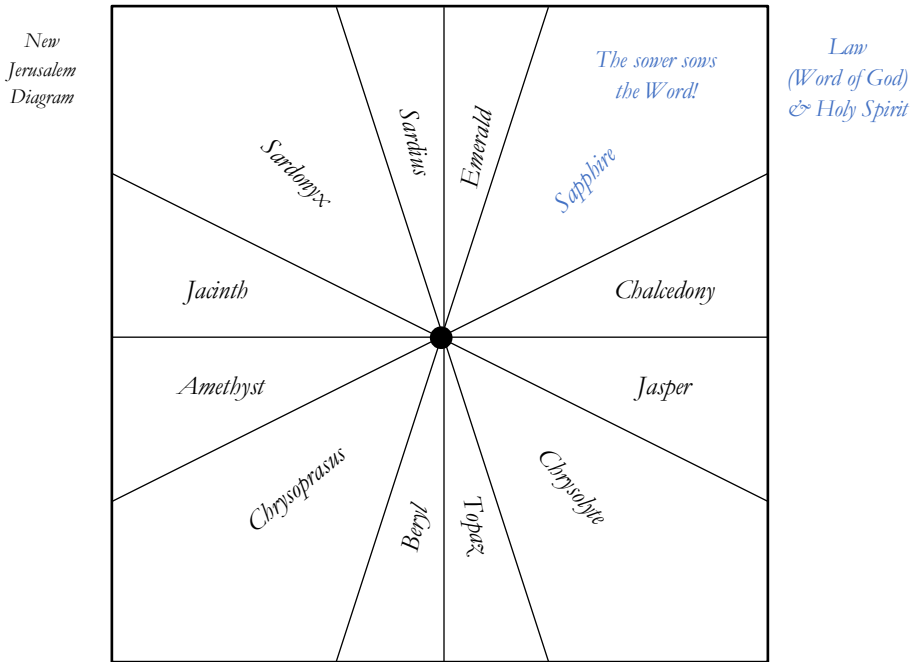 New
Jerusalem
Diagram
The sower sows
the Word!
Law
(Word of God)
& Holy Spirit
Sardonyx
Sardius
Emerald
Sapphire
Jacinth
Chalcedony
Amethyst
Jasper
Chrysoprasus
Beryl
Topaz
Chrysolyte